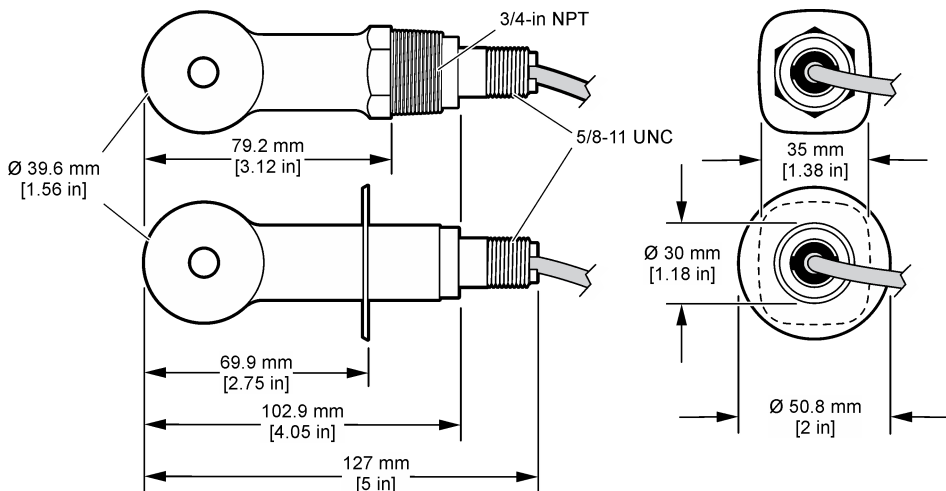 3/4-in NPT
5/8-11 UNC
79.2 mm
[3.12 in]
Ø 39.6 mm
[1.56 in]
35 mm
[1.38 in]
Ø 30 mm
[1.18 in]
69.9 mm
[2.75 in]
102.9 mm
[4.05 in]
Ø 50.8 mm
[2 in]
127 mm
[5 in]